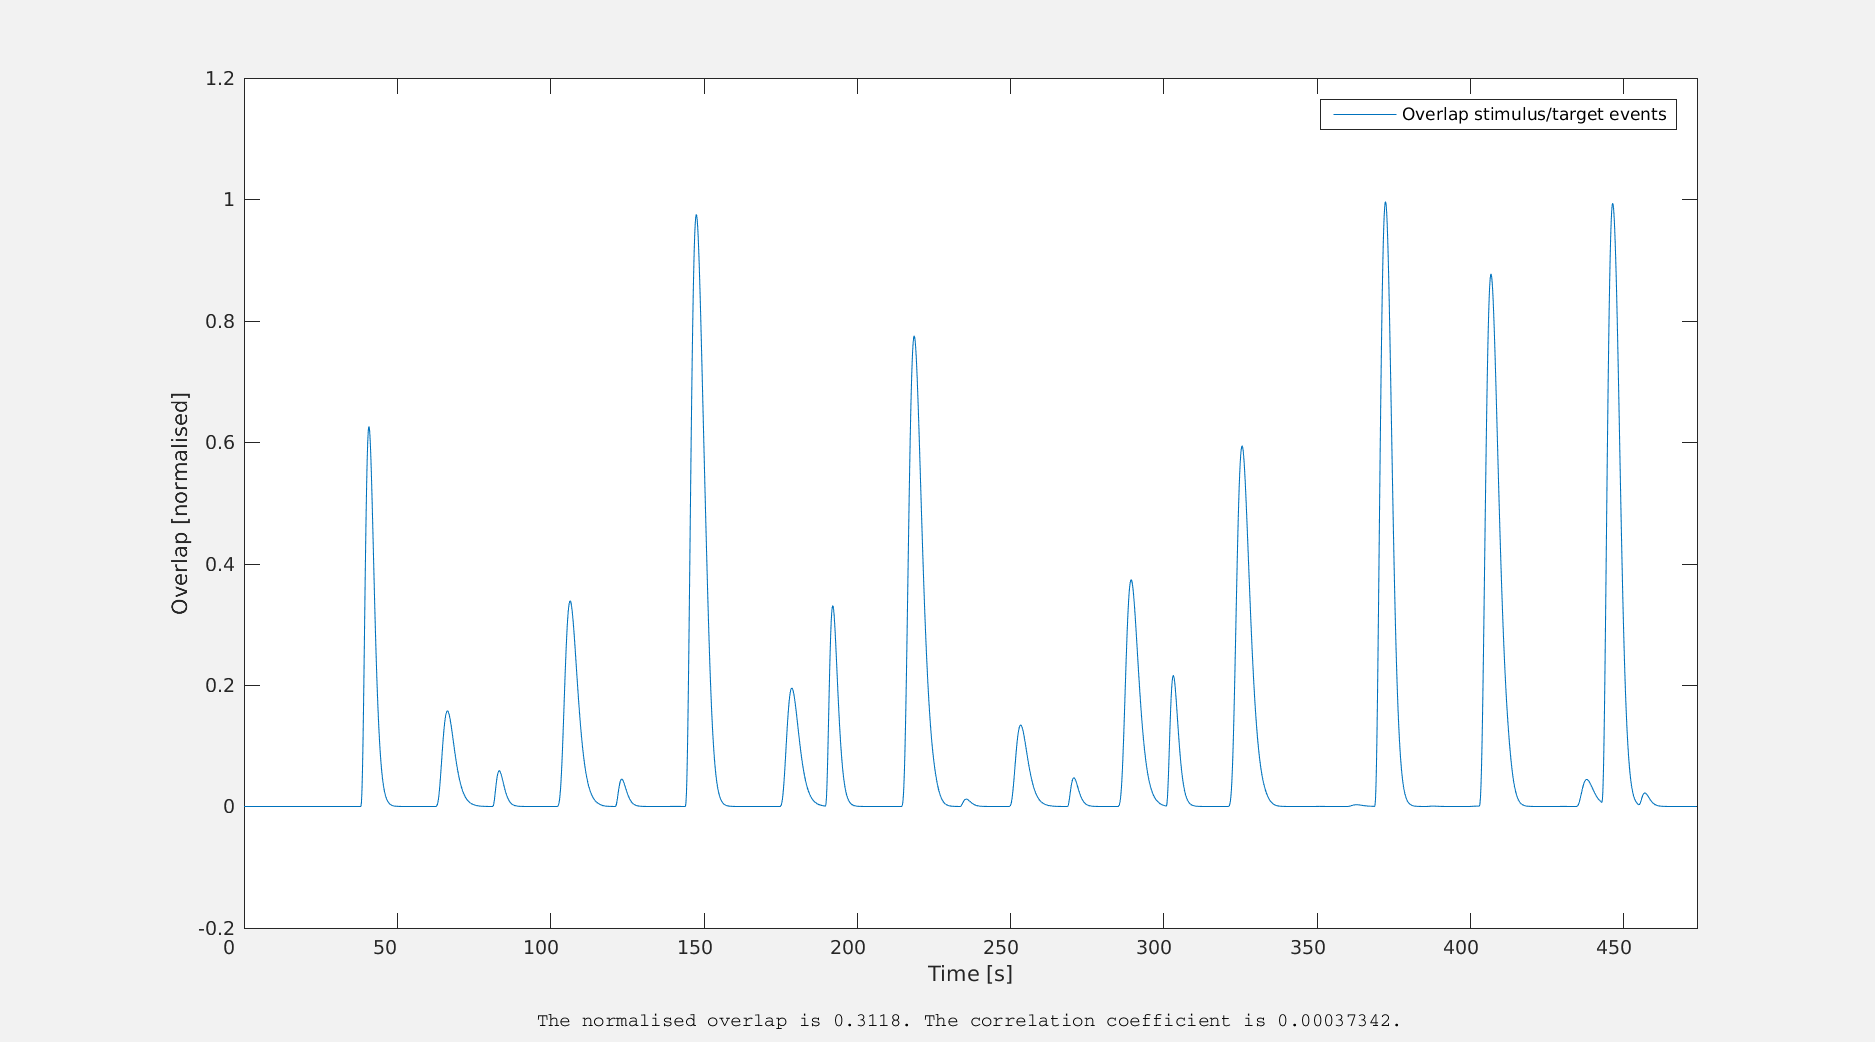 1.2
Overlap stimulus/target events
1
0.8
0.6
0.4
0.2
0
-0.2
Overlap [normalised]
0 50 100 150 200 250 300 350 400 450
Time [s]
The normalised overlap is 0.3118. The correlation coefficient is 0.00037342.